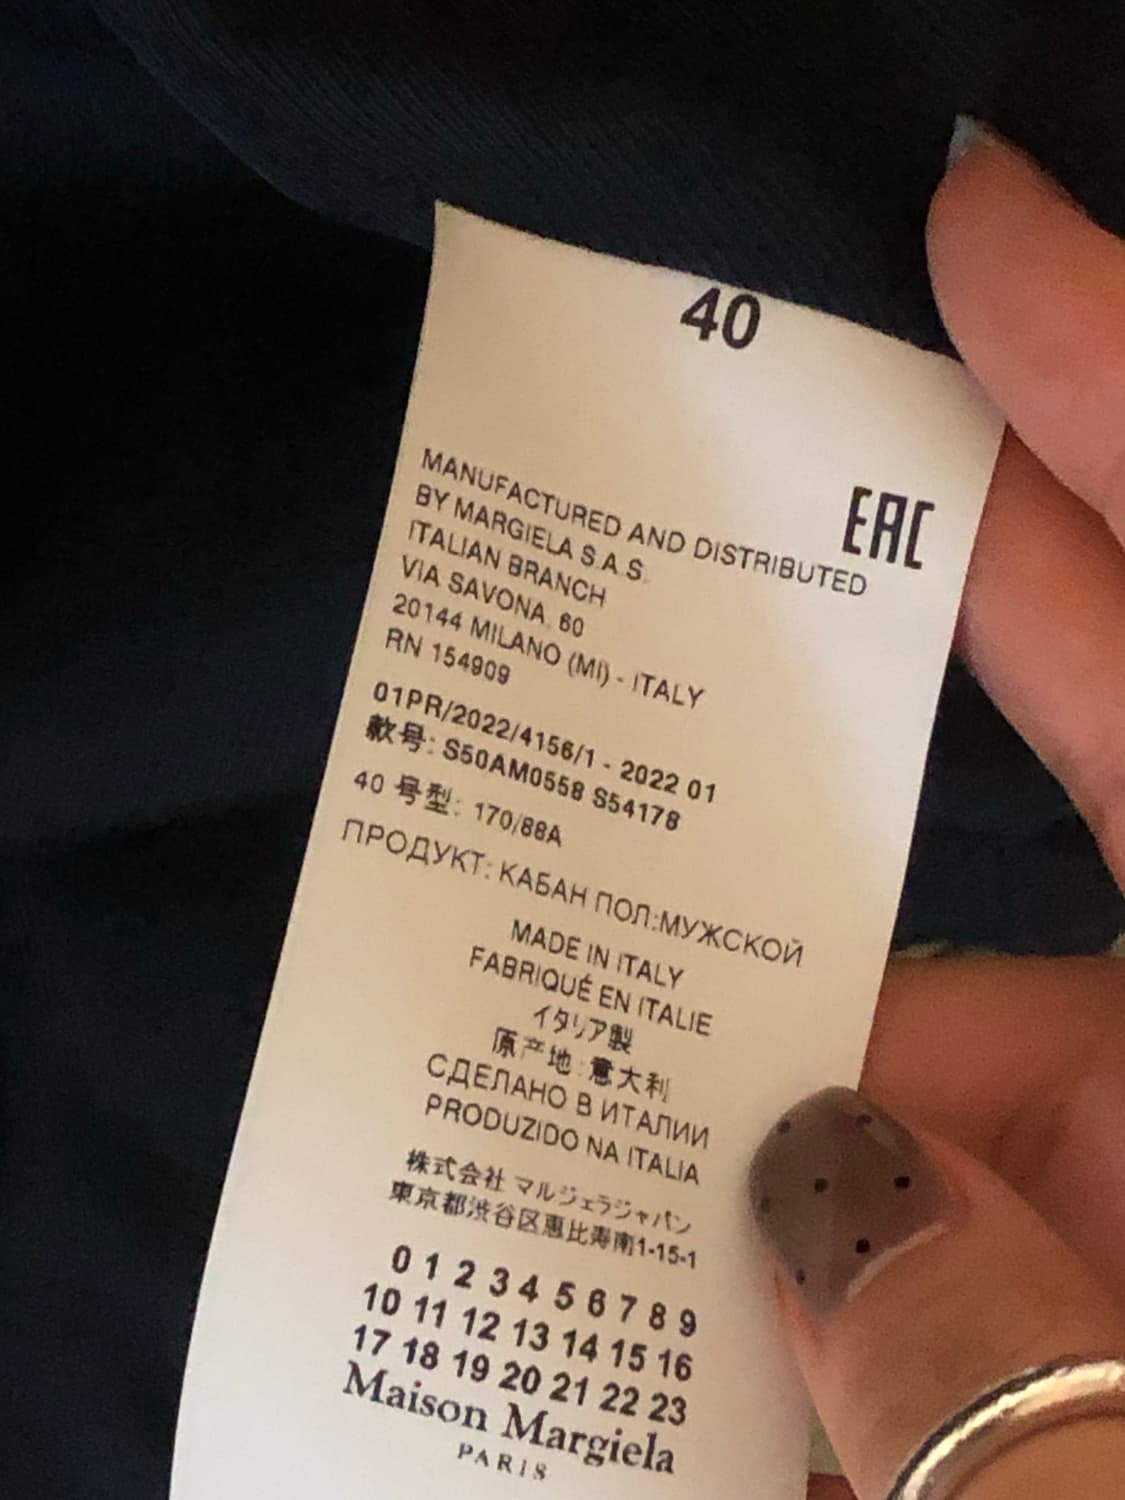 40
EAC
MANUFACTURED AND DISTRIBUTED
BY MARGIELA S.A.S.
ITALIAN BRANCH
VIA SAVONA, 60
20144 MILANO (MI) - ITALY
RN 154909
01PR/2022/4156/1 - 2022 01
款号: S50AM0558 S54178
40 号型: 170/88A
ПРОДУКТ: КАБАН ПОЛ:МУЖСКОЙ
MADE IN ITALY
FABRIQUÉ EN ITALIE
イタリア製
原产地:意大利
СДЕЛАНО В ИТАЛИИ
PRODUZIDO NA ITALIA
株式会社 マルジェラジャパン
東京都渋谷区恵比寿南1-15-1
0 1 2 3 4 5 6 7 8 9
10 11 12 13 14 15 16
17 18 19 20 21 22 23
Maison Margiela
PARIS